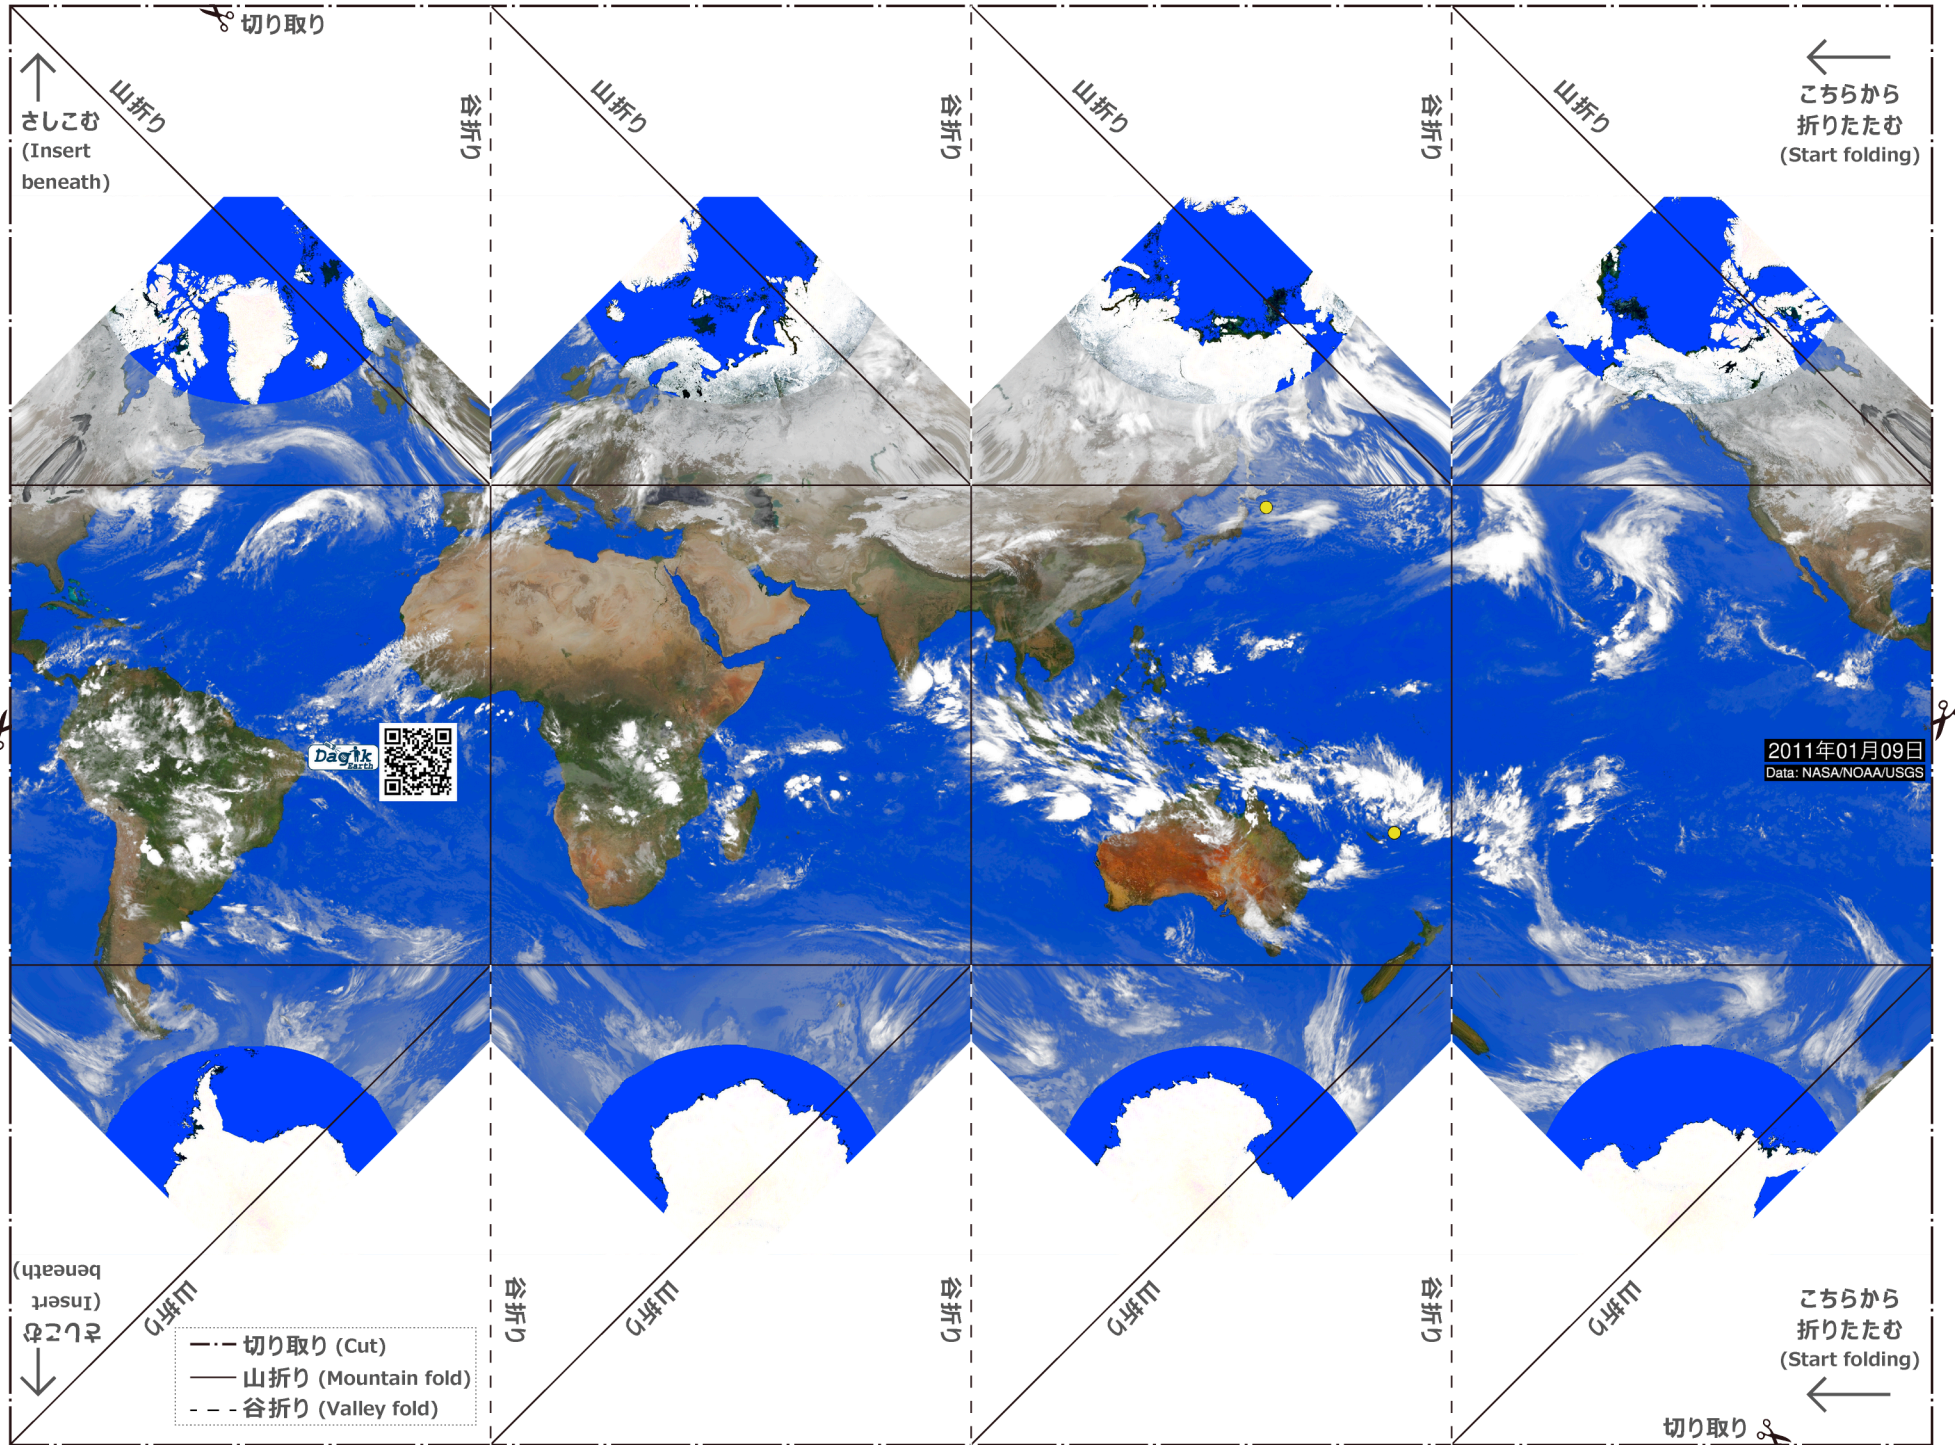 切り取り
さしこむ
(Insert
beneath)
山折り
谷折り
山折り
谷折り
山折り
谷折り
山折り
こちらから
折りたたむ
(Start folding)
Dagik
Earth
2011年01月09日
Data: NASA/NOAA/USGS
さしこむ
(Insert
beneath)
山折り
谷折り
山折り
谷折り
山折り
谷折り
山折り
こちらから
折りたたむ
(Start folding)
切り取り (Cut)
山折り (Mountain fold)
谷折り (Valley fold)
切り取り